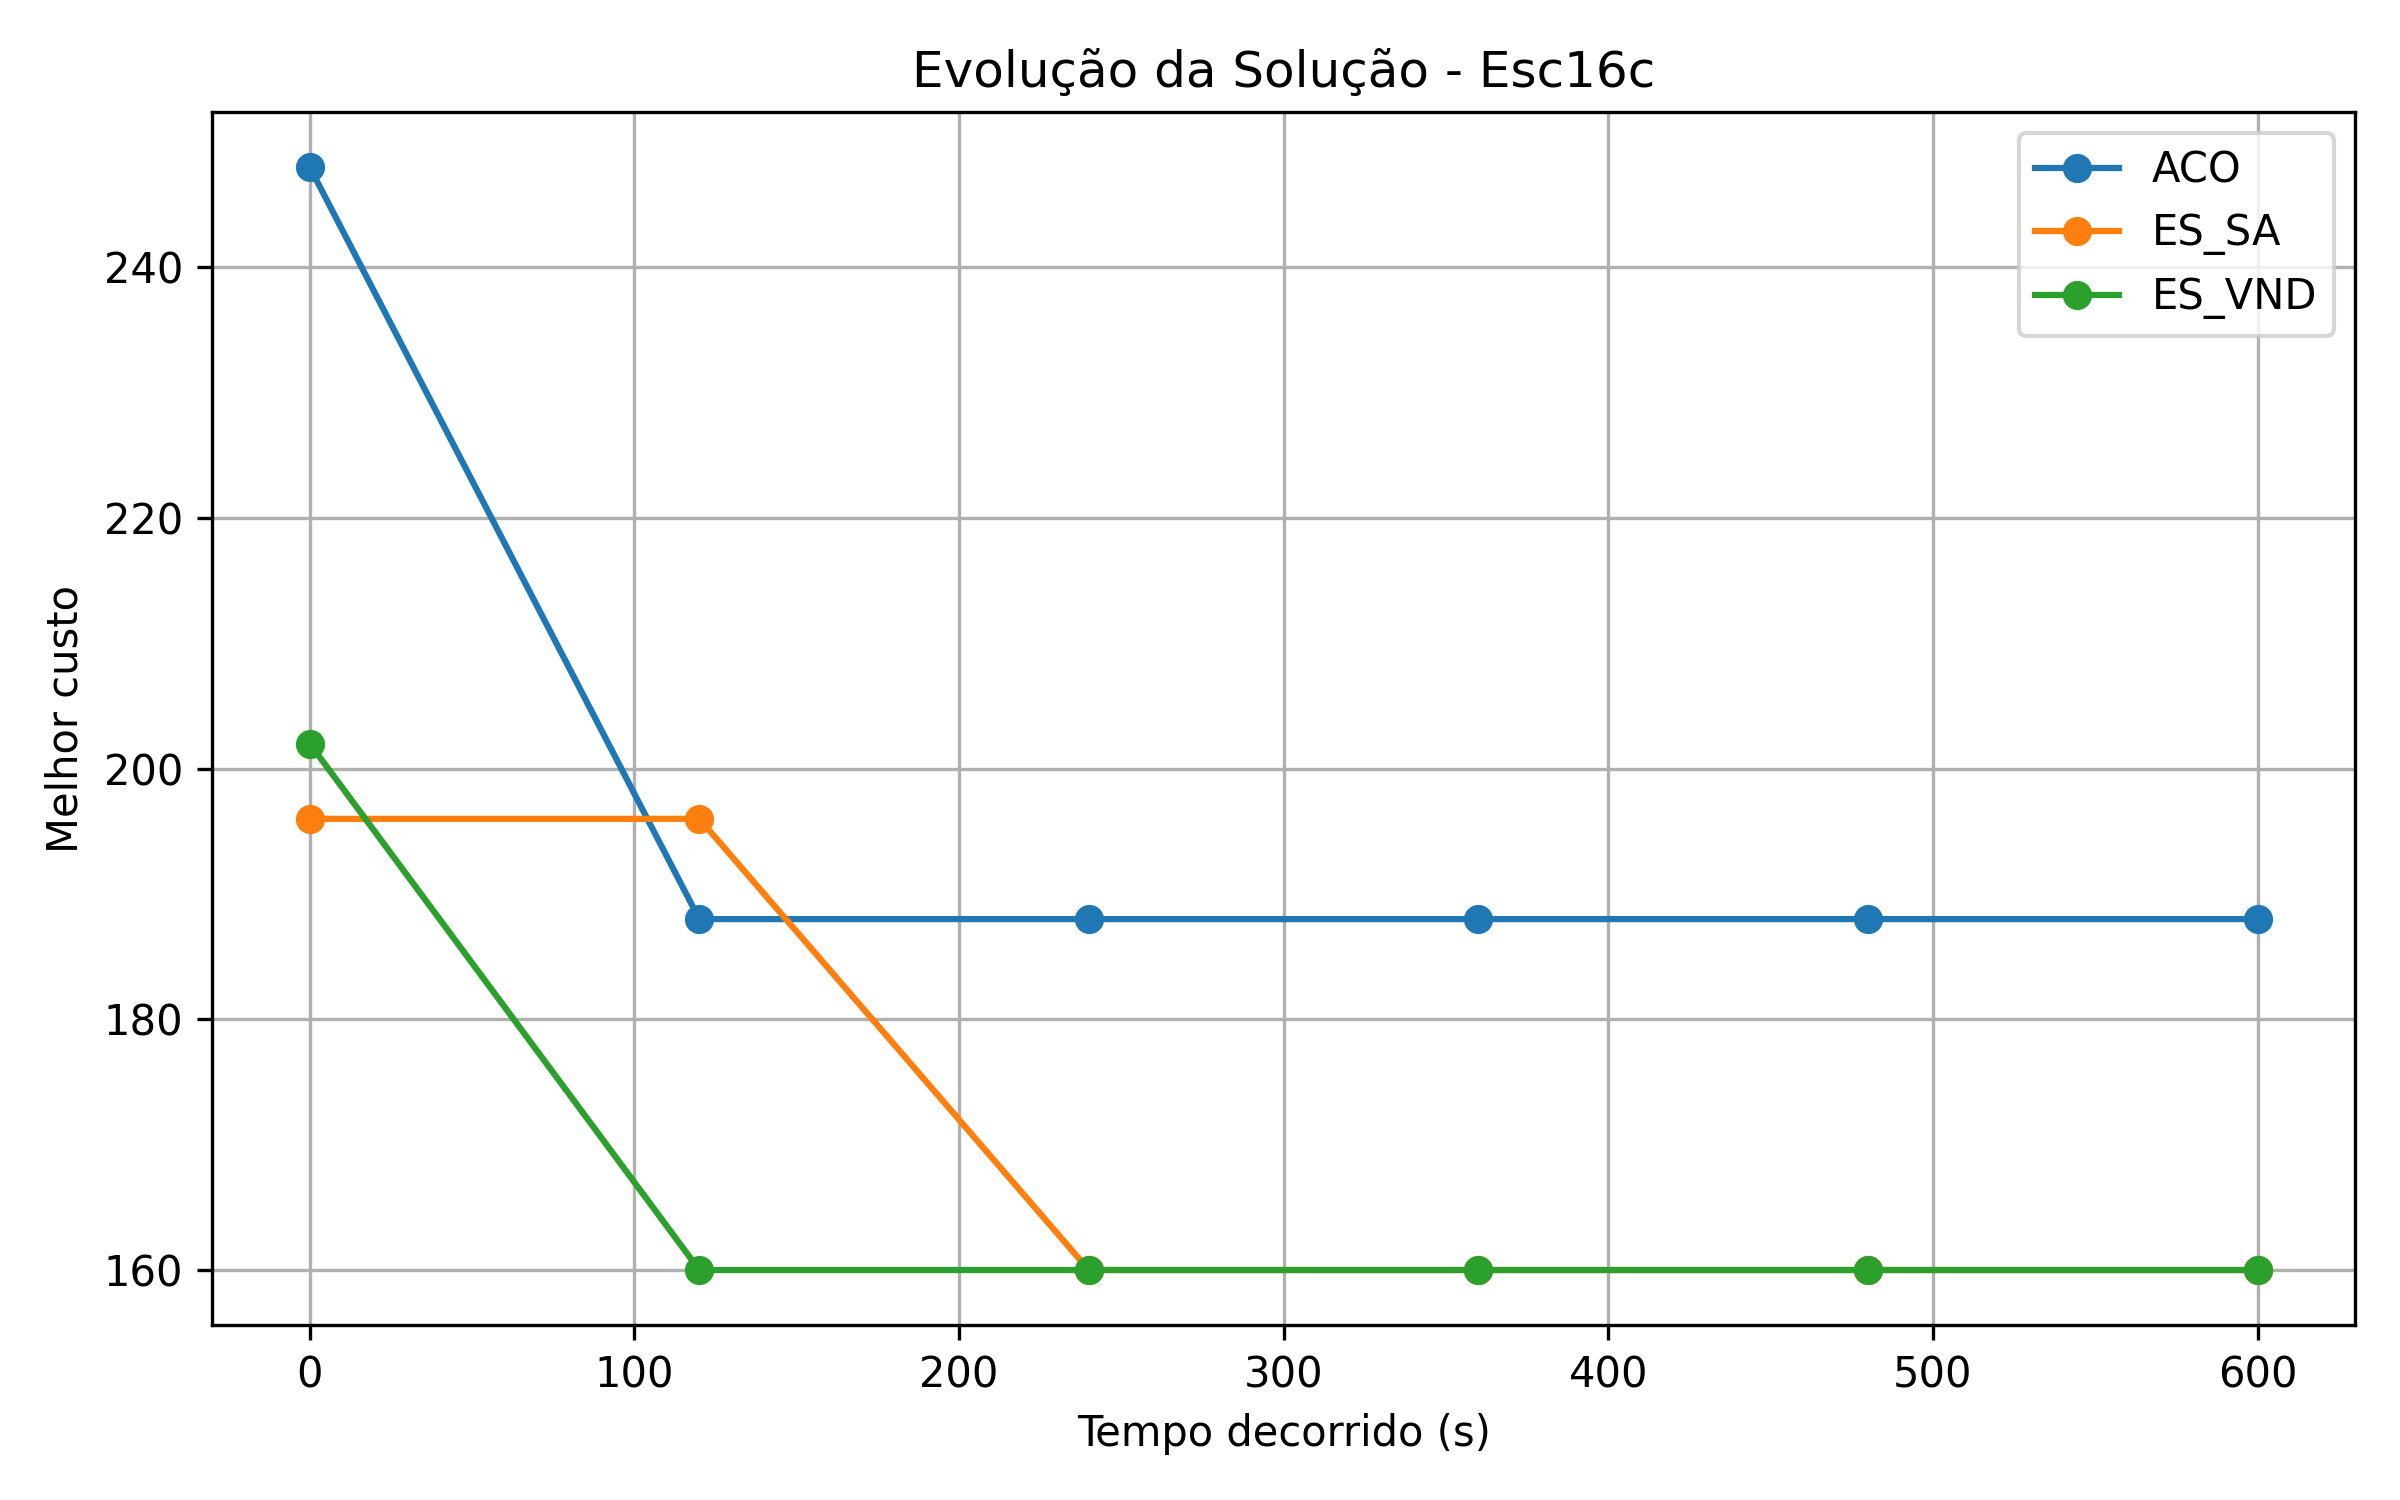 Evolução da Solução - Esc16c
ACO
ES_SA
ES_VND
Melhor custo
240
220
200
180
160
0 100 200 300 400 500 600
Tempo decorrido (s)